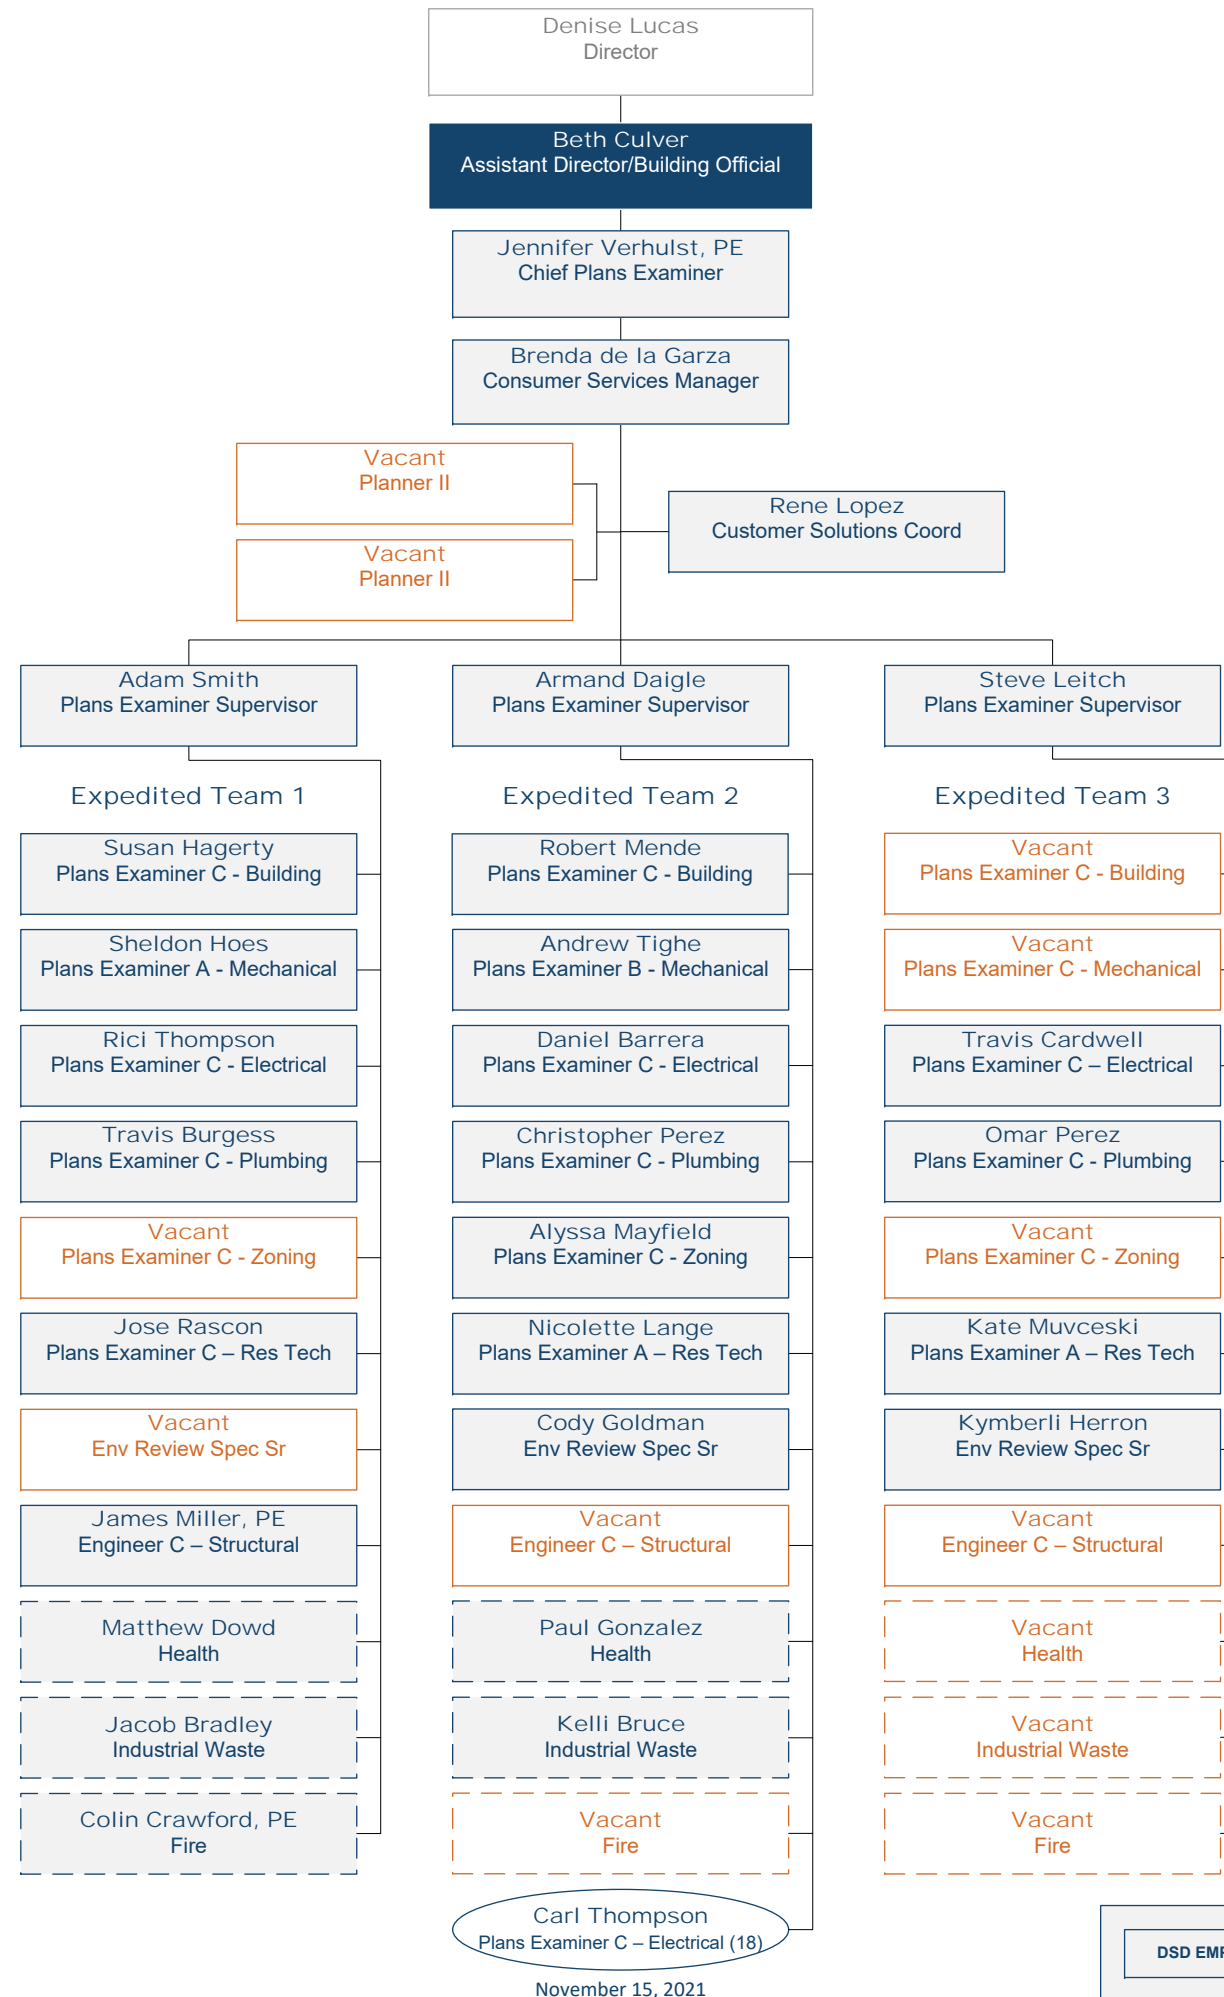 Denise Lucas
Director
Beth Culver
Assistant Director/Building Official
Jennifer Verhulst, PE
Chief Plans Examiner
Brenda de la Garza
Consumer Services Manager
Vacant
Planner II
Vacant
Planner II
Rene Lopez
Customer Solutions Coord
Adam Smith
Plans Examiner Supervisor
Expedited Team 1
Susan Hagerty
Plans Examiner C - Building
Sheldon Hoes
Plans Examiner A - Mechanical
Rici Thompson
Plans Examiner C - Electrical
Travis Burgess
Plans Examiner C - Plumbing
Vacant
Plans Examiner C - Zoning
Jose Rascon
Plans Examiner C – Res Tech
Vacant
Env Review Spec Sr
James Miller, PE
Engineer C – Structural
Matthew Dowd
Health
Jacob Bradley
Industrial Waste
Colin Crawford, PE
Fire
Armand Daigle
Plans Examiner Supervisor
Expedited Team 2
Robert Mende
Plans Examiner C - Building
Andrew Tighe
Plans Examiner B - Mechanical
Daniel Barrera
Plans Examiner C - Electrical
Christopher Perez
Plans Examiner C - Plumbing
Alyssa Mayfield
Plans Examiner C - Zoning
Nicolette Lange
Plans Examiner A – Res Tech
Cody Goldman
Env Review Spec Sr
Vacant
Engineer C – Structural
Paul Gonzalez
Health
Kelli Bruce
Industrial Waste
Vacant
Fire
Carl Thompson
Plans Examiner C – Electrical (18)
Steve Leitch
Plans Examiner Supervisor
Expedited Team 3
Vacant
Plans Examiner C - Building
Vacant
Plans Examiner C - Mechanical
Travis Cardwell
Plans Examiner C – Electrical
Omar Perez
Plans Examiner C - Plumbing
Vacant
Plans Examiner C - Zoning
Kate Muvceski
Plans Examiner A – Res Tech
Kymberli Herron
Env Review Spec Sr
Vacant
Engineer C – Structural
Vacant
Health
Vacant
Industrial Waste
Vacant
Fire
DSD
November 15, 2021